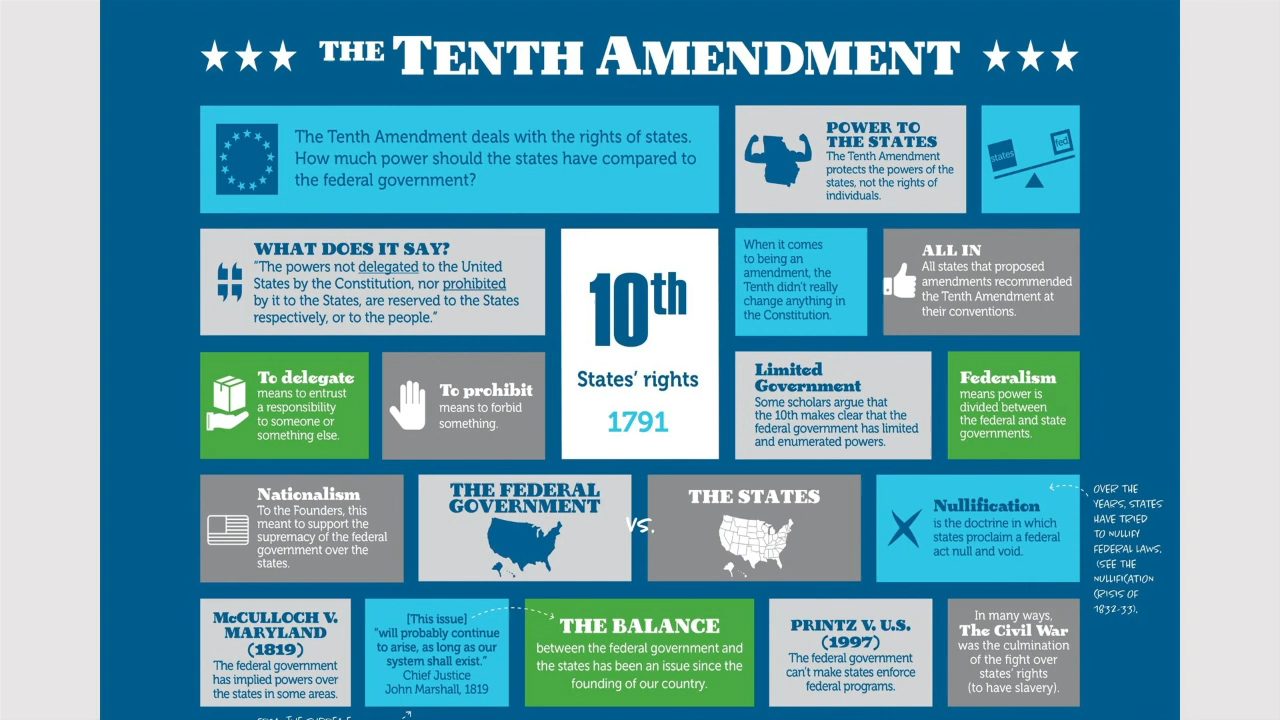 THE TENTH AMENDMENT
The Tenth Amendment deals with the rights of states.
How much power should the states have compared to
the federal government?
POWER TO
THE STATES
The Tenth Amendment
protects the powers of the
states, not the rights of
individuals.
states
fed
WHAT DOES IT SAY?
"The powers not delegated to the United
States by the Constitution, nor prohibited
by it to the States, are reserved to the States
respectively, or to the people."
10th
States' rights
1791
When it comes
to being an
amendment, the
Tenth didn't really
change anything in
the Constitution.
ALL IN
All states that proposed
amendments recommended
the Tenth Amendment at
their conventions.
To delegate
means to entrust
a responsibility
to someone or
something else.
To prohibit
means to forbid
something.
Limited
Government
Some scholars argue that
the 10th makes clear that the
federal government has limited
and enumerated powers.
Federalism
means power is
divided between
the federal and state
governments.
Nationalism
To the Founders, this
meant to support the
supremacy of the federal
government over the
states.
THE FEDERAL
GOVERNMENT
VS.
THE STATES
Nullification
is the doctrine in which
states proclaim a federal
act null and void.
OVER THE
YEARS, STATES
HAVE TRIED
TO NULLIFY
FEDERAL LAWS.
(SEE THE
NULLIFICATION
CRISIS OF
1832-33).
McCULLOCH V.
MARYLAND
(1819)
The federal government
has implied powers over
the states in some areas.
[This issue]
"will probably continue
to arise, as long as our
system shall exist."
Chief Justice
John Marshall, 1819
THE BALANCE
between the federal government and
the states has been an issue since the
founding of our country.
PRINTZ V. U.S.
(1997)
The federal government
can't make states enforce
federal programs.
In many ways,
The Civil War
was the culmination
of the fight over
states' rights
(to have slavery).
FROM THE SUPREME